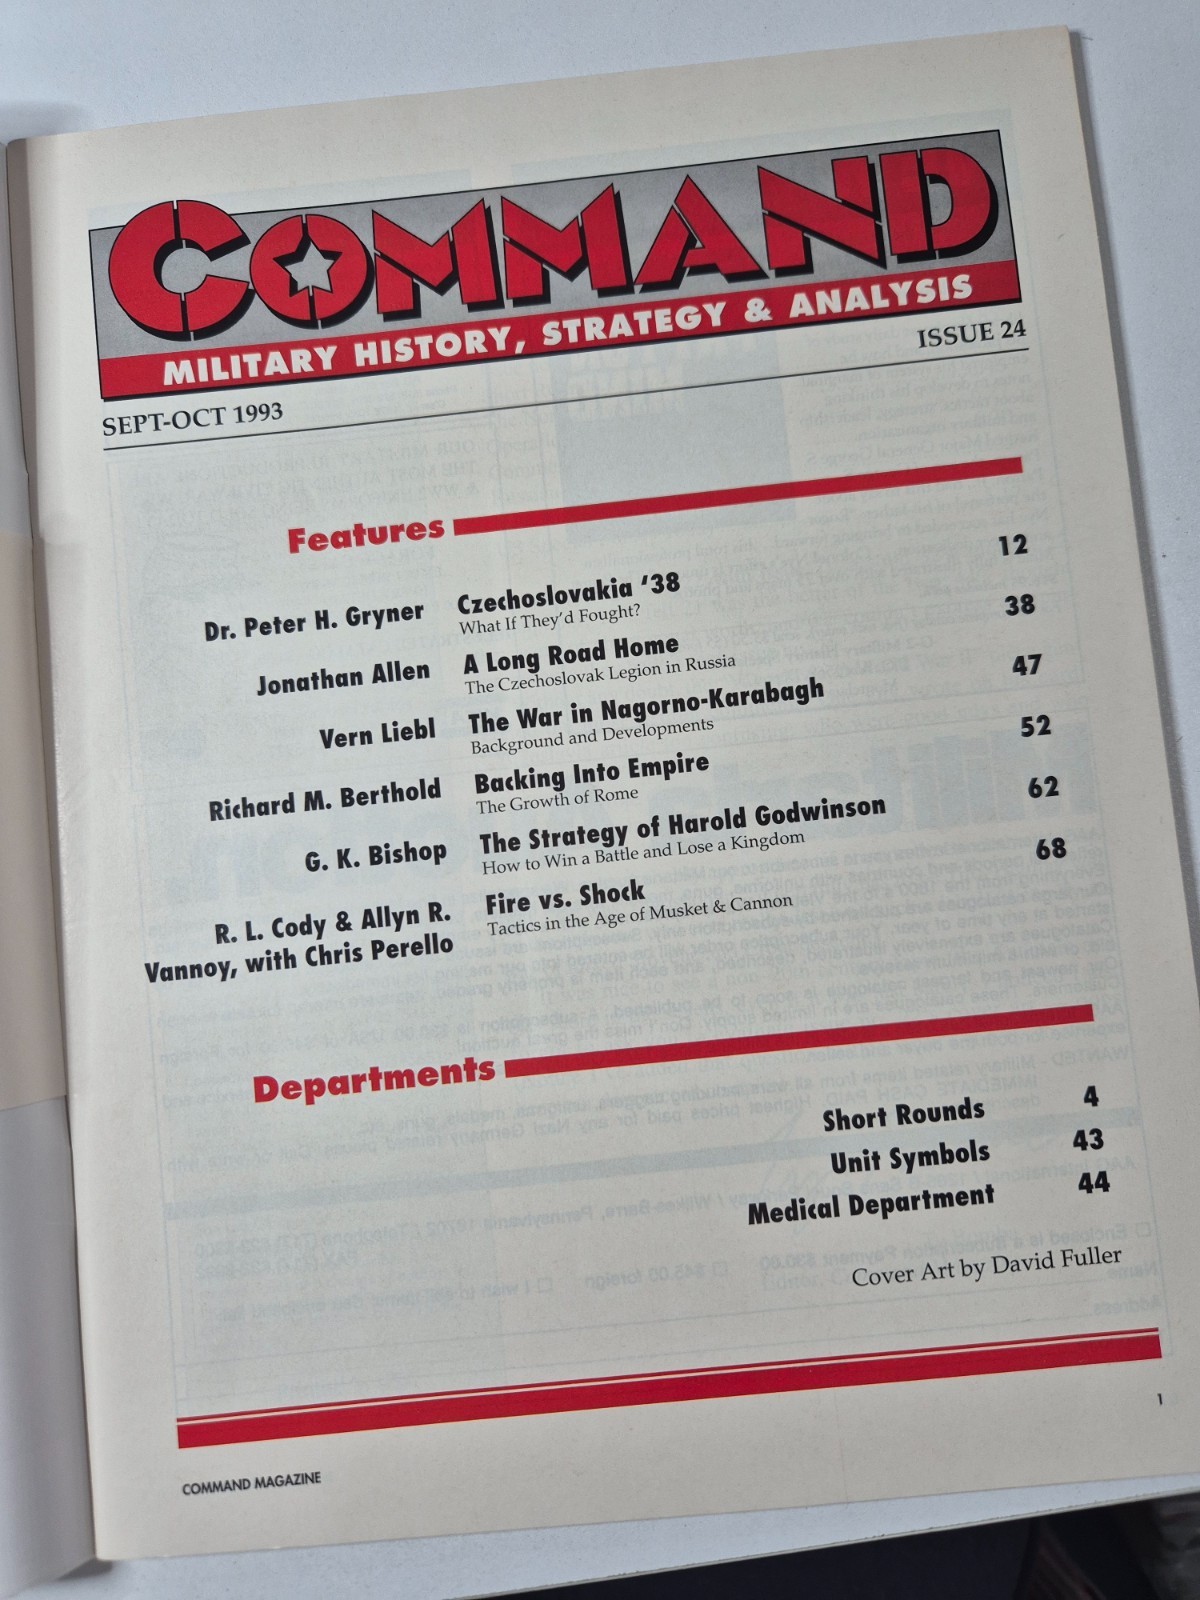 COMMAND
MILITARY HISTORY, STRATEGY & ANALYSIS
SEPT-OCT 1993
ISSUE 24
Features
Dr. Peter H. Gryner Czechoslovakia '38 12
What If They'd Fought?
Jonathan Allen A Long Road Home 38
The Czechoslovak Legion in Russia
Vern Liebl The War in Nagorno-Karabagh 47
Background and Developments
Richard M. Berthold Backing Into Empire 52
The Growth of Rome
G. K. Bishop The Strategy of Harold Godwinson 62
How to Win a Battle and Lose a Kingdom
R. L. Cody & Allyn R. Fire vs. Shock 68
Vannoy, with Chris Perello Tactics in the Age of Musket & Cannon
Departments
Short Rounds 4
Unit Symbols 43
Medical Department 44
Cover Art by David Fuller
1
COMMAND MAGAZINE